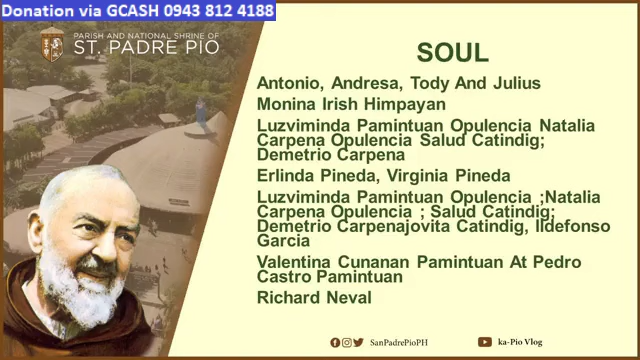 Donation via GCASH 0943 812 4188
PARISH AND NATIONAL SHRINE OF
ST. PADRE PIO
SOUL
Antonio, Andresa, Tody And Julius
Monina Irish Himpayan
Luzviminda Pamintuan Opulencia Natalia
Carpena Opulencia Salud Catindig;
Demetrio Carpena
Erlinda Pineda, Virginia Pineda
Luzviminda Pamintuan Opulencia ;Natalia
Carpena Opulencia ; Salud Catindig;
Demetrio Carpenajovita Catindig, Ildefonso
Garcia
Valentina Cunanan Pamintuan At Pedro
Castro Pamintuan
Richard Neval
SanPadrePioPH
ka-Pio Vlog